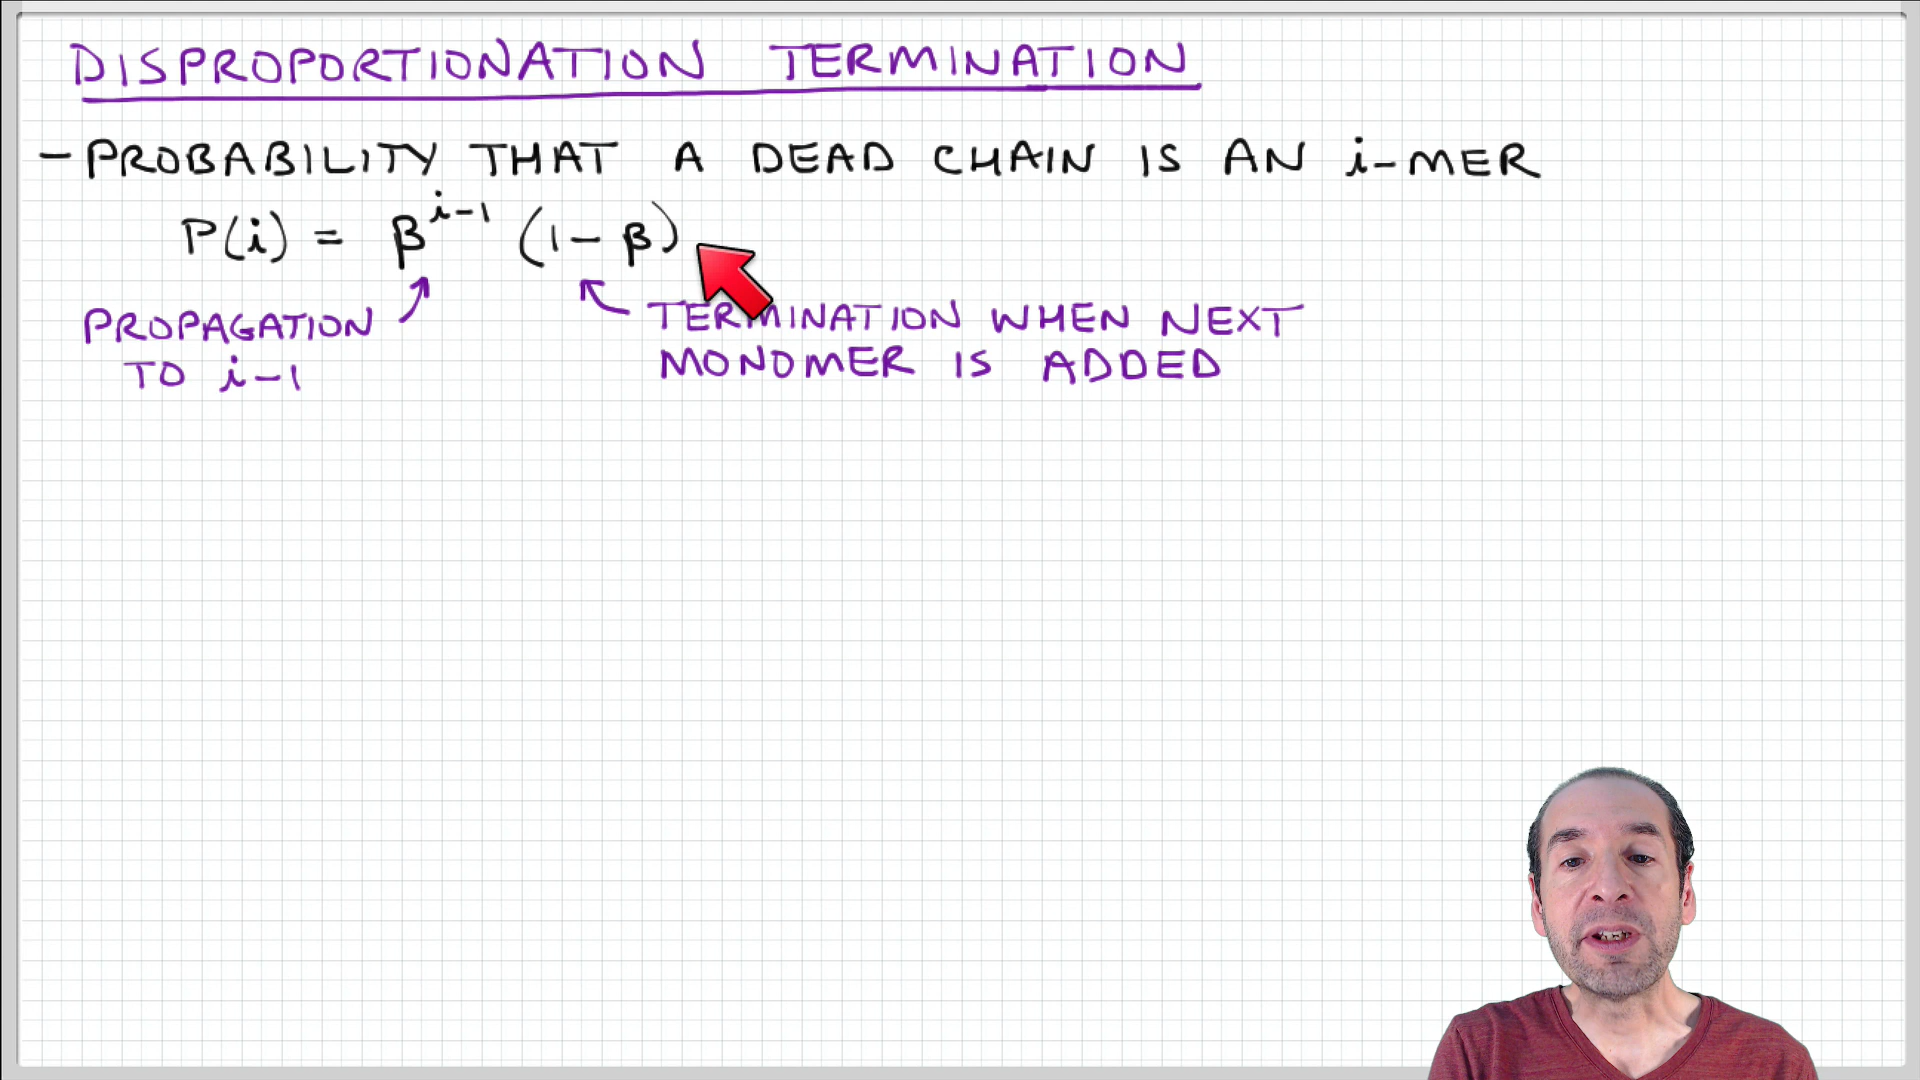 DISPROPORTIONATION TERMINATION
- PROBABILITY THAT A DEAD CHAIN IS AN i-MER
P(i) = β^{i-1} (1-β)
PROPAGATION TO i-1
TERMINATION WHEN NEXT MONOMER IS ADDED